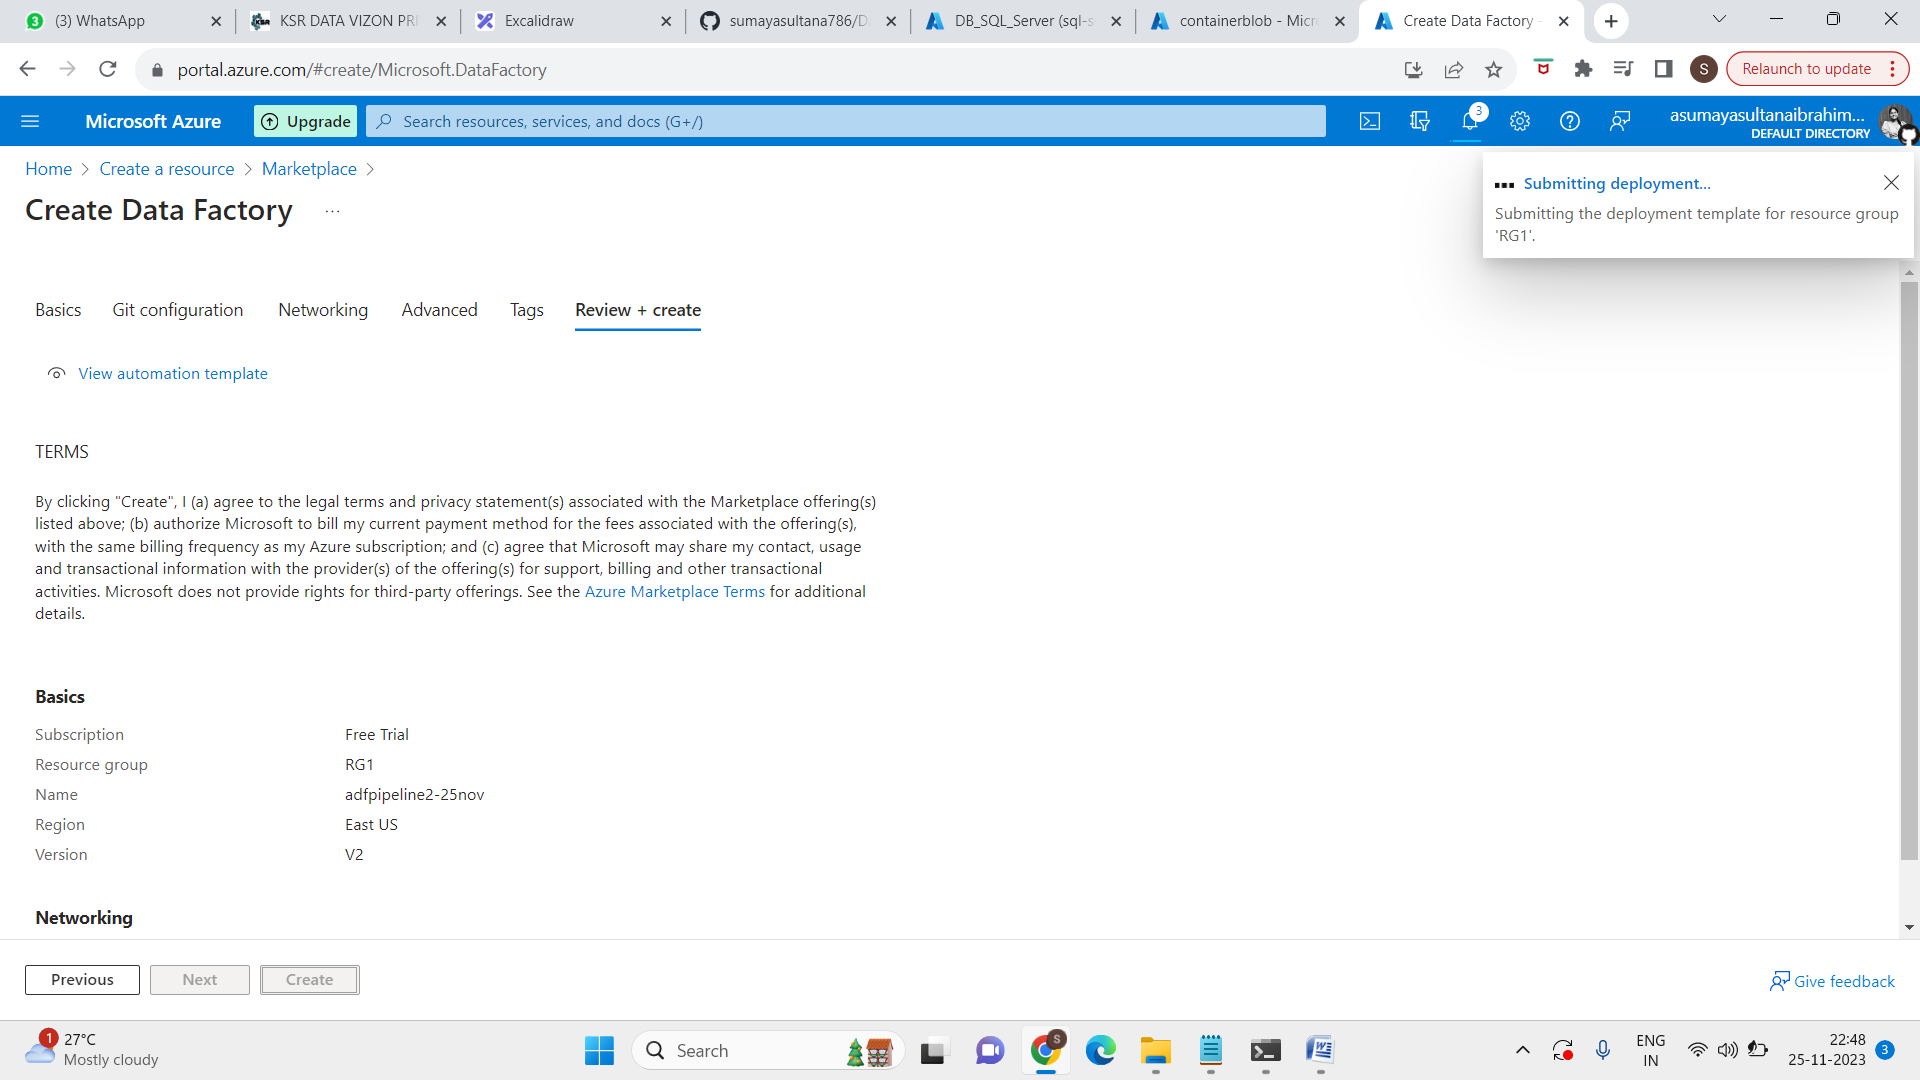 (3) WhatsApp
KSR DATA VIZON PRI
Excalidraw
sumayasultana786/D
DB_SQL_Server (sql-s
containerblob - Micro
Create Data Factory -
portal.azure.com/#create/Microsoft.DataFactory
S
Relaunch to update
Microsoft Azure
Upgrade
Search resources, services, and docs (G+/)
3
asumayasultanaibrahim...
DEFAULT DIRECTORY
Home > Create a resource > Marketplace >
Create Data Factory ...
Submitting deployment...
Submitting the deployment template for resource group
'RG1'.
Basics Git configuration Networking Advanced Tags Review + create
View automation template
TERMS
By clicking "Create", I (a) agree to the legal terms and privacy statement(s) associated with the Marketplace offering(s)
listed above; (b) authorize Microsoft to bill my current payment method for the fees associated with the offering(s),
with the same billing frequency as my Azure subscription; and (c) agree that Microsoft may share my contact, usage
and transactional information with the provider(s) of the offering(s) for support, billing and other transactional
activities. Microsoft does not provide rights for third-party offerings. See the Azure Marketplace Terms for additional
details.
Basics
Subscription Free Trial
Resource group RG1
Name adfpipeline2-25nov
Region East US
Version V2
Networking
Previous Next Create
Give feedback
1
27°C
Mostly cloudy
Search
S
ENG
IN
22:48
25-11-2023
3